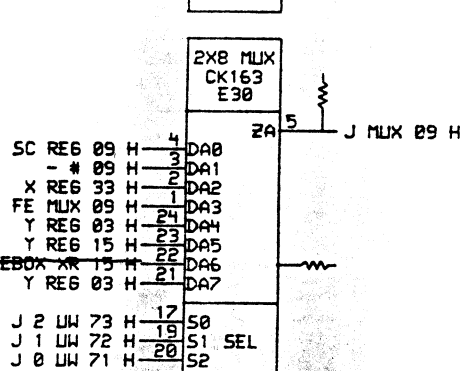 2X8 MUX
CK163
E30
ZA 5 J MUX 09 H
SC REG 09 H 4 DA0
- # 09 H 3 DA1
X REG 33 H 2 DA2
FE MUX 09 H 1 DA3
Y REG 03 H 24 DA4
Y REG 15 H 23 DA5
EBOX XR 15 H 22 DA6
Y REG 03 H 21 DA7
J 2 UW 73 H 17 S0
J 1 UW 72 H 19 S1 SEL
J 0 UW 71 H 20 S2